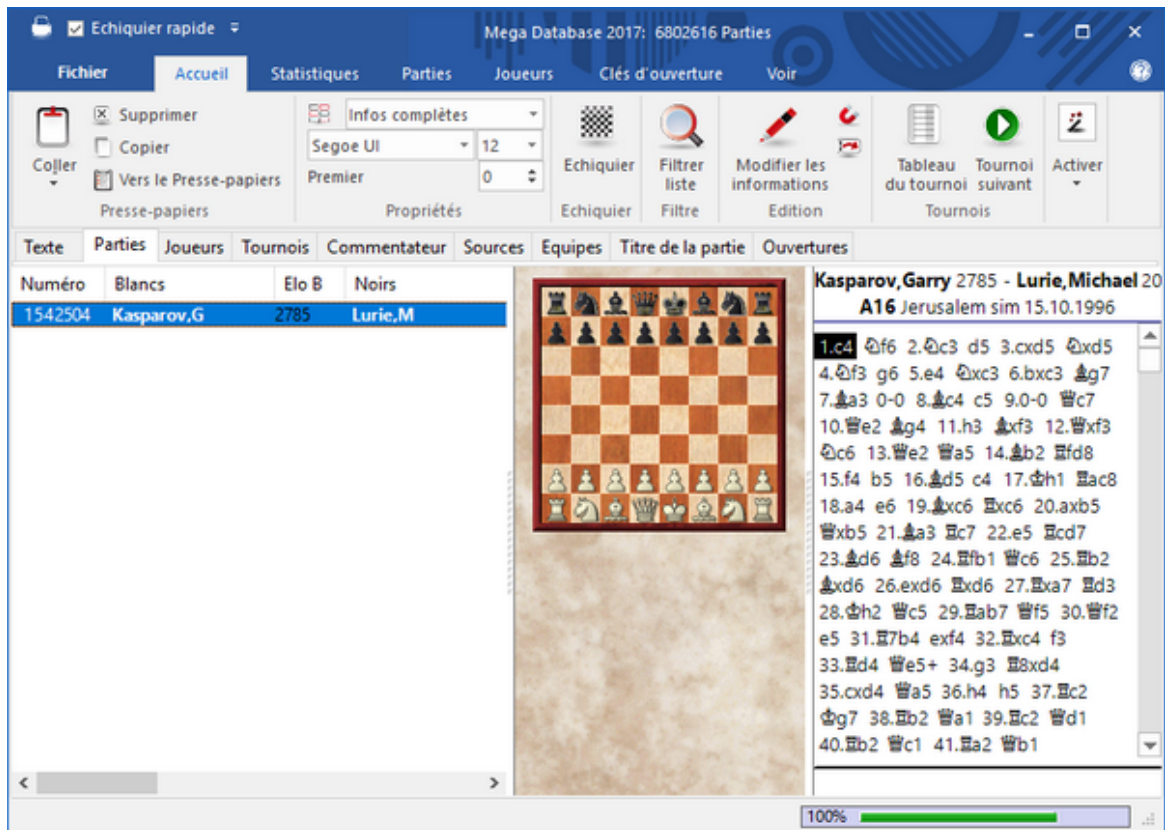 Echiquier rapide
Mega Database 2017: 6802616 Parties
Fichier Accueil Statistiques Parties Joueurs Clés d'ouverture Voir
Coller
Supprimer
Copier
Vers le Presse-papiers
Presse-papiers
Infos complètes
Segoe UI 12
Premier 0
Propriétés
Echiquier
Echiquier
Filtrer
liste
Filtre
Modifier les
informations
Edition
Tableau
du tournoi
Tournoi
suivant
Tournois
Activer
Texte Parties Joueurs Tournois Commentateur Sources Equipes Titre de la partie Ouvertures
Numéro Blancs Elo B Noirs
1542504 Kasparov,G 2785 Lurie,M
Kasparov,Garry 2785 - Lurie,Michael 20
A16 Jerusalem sim 15.10.1996
1.c4 ♘f6 2.♘c3 d5 3.cxd5 ♘xd5
4.♘f3 g6 5.e4 ♘xc3 6.bxc3 ♗g7
7.♗a3 0-0 8.♗c4 c5 9.0-0 ♕c7
10.♕e2 ♗g4 11.h3 ♗xf3 12.♕xf3
♘c6 13.♕e2 ♕a5 14.♗b2 ♖fd8
15.f4 b5 16.♗d5 c4 17.♔h1 ♖ac8
18.a4 e6 19.♗xc6 ♖xc6 20.axb5
♕xb5 21.♗a3 ♖c7 22.e5 ♖cd7
23.♗d6 ♗f8 24.♖fb1 ♕c6 25.♖b2
♗xd6 26.exd6 ♖xd6 27.♖xa7 ♖d3
28.♔h2 ♕c5 29.♖ab7 ♕f5 30.♕f2
e5 31.♖7b4 exf4 32.♖xc4 f3
33.♖d4 ♕e5+ 34.g3 ♖8xd4
35.cxd4 ♕a5 36.h4 h5 37.♖c2
♔g7 38.♖b2 ♕a1 39.♖c2 ♕d1
40.♖b2 ♕c1 41.♖a2 ♕b1
100%